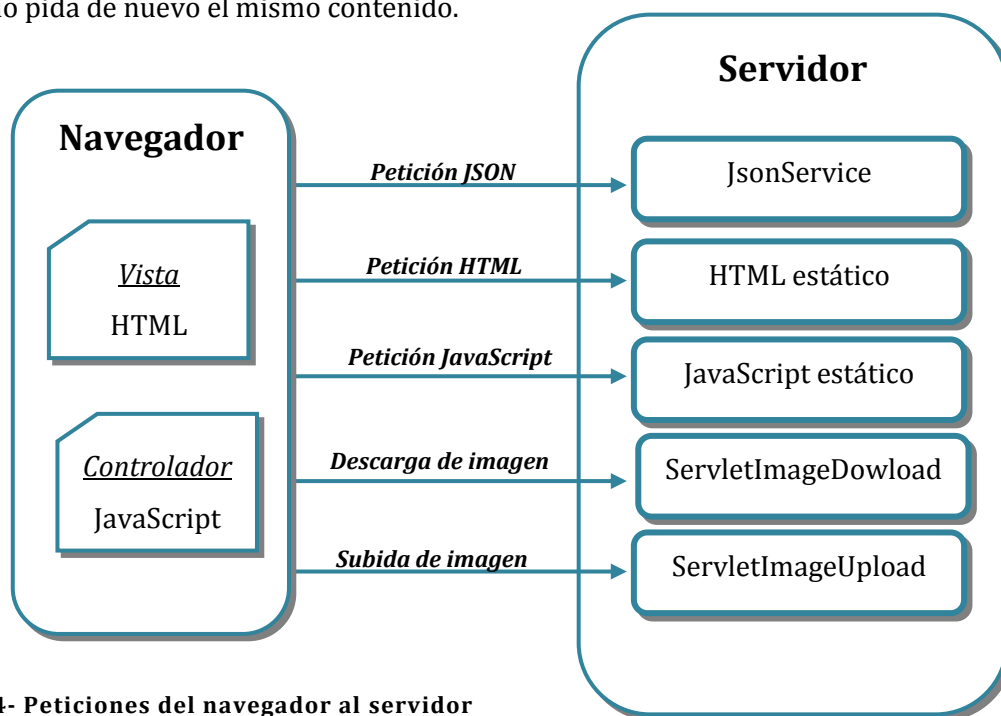 pida de nuevo el mismo contenido.
Servidor
Navegador
Petición JSON
JsonService
Vista
HTML
Petición HTML
HTML estático
Petición JavaScript
JavaScript estático
Controlador
JavaScript
Descarga de imagen
ServletImageDowload
Subida de imagen
ServletImageUpload
4- Peticiones del navegador al servidor